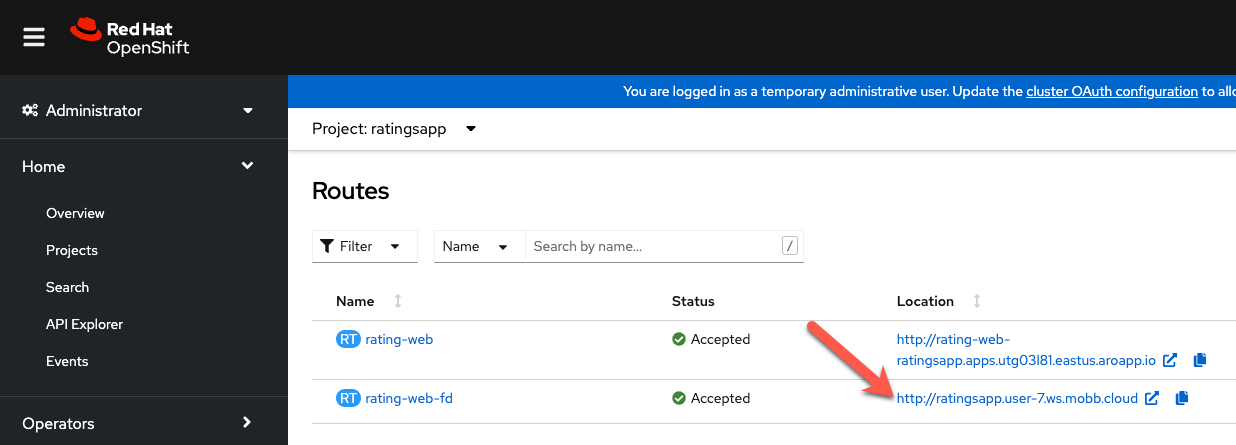 Red Hat
OpenShift
You are logged in as a temporary administrative user. Update the cluster OAuth configuration to allo
Administrator
Project: ratingsapp
Home
Overview
Projects
Search
API Explorer
Events
Operators
Routes
Filter
Name
Search by name...
/
Name
Status
Location
RT rating-web
Accepted
http://rating-web-
ratingsapp.apps.utg03l81.eastus.aroapp.io
RT rating-web-fd
Accepted
http://ratingsapp.user-7.ws.mobb.cloud